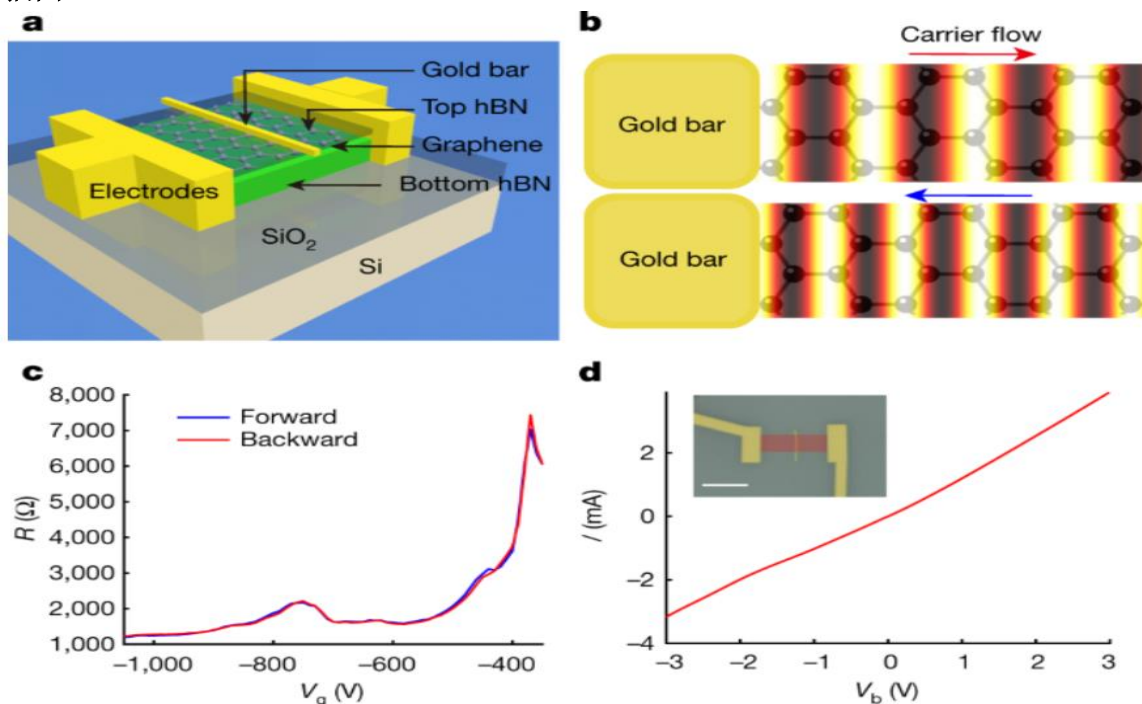 a
Gold bar
Top hBN
Graphene
Bottom hBN
Electrodes
SiO2
Si
b
Carrier flow
Gold bar
Gold bar
c
8,000
7,000
6,000
5,000
4,000
3,000
2,000
1,000
R (Ω)
Forward
Backward
−1,000 −800 −600 −400
Vg (V)
d
2
0
−2
−4
I (mA)
−3 −2 −1 0 1 2 3
Vb (V)